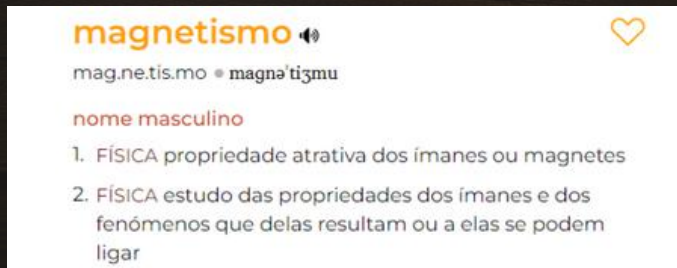 magnetismo
mag.ne.tis.mo • maɡnəˈtiʒmu
nome masculino
1. FÍSICA propriedade atrativa dos ímanes ou magnetes
2. FÍSICA estudo das propriedades dos ímanes e dos
fenómenos que delas resultam ou a elas se podem
ligar